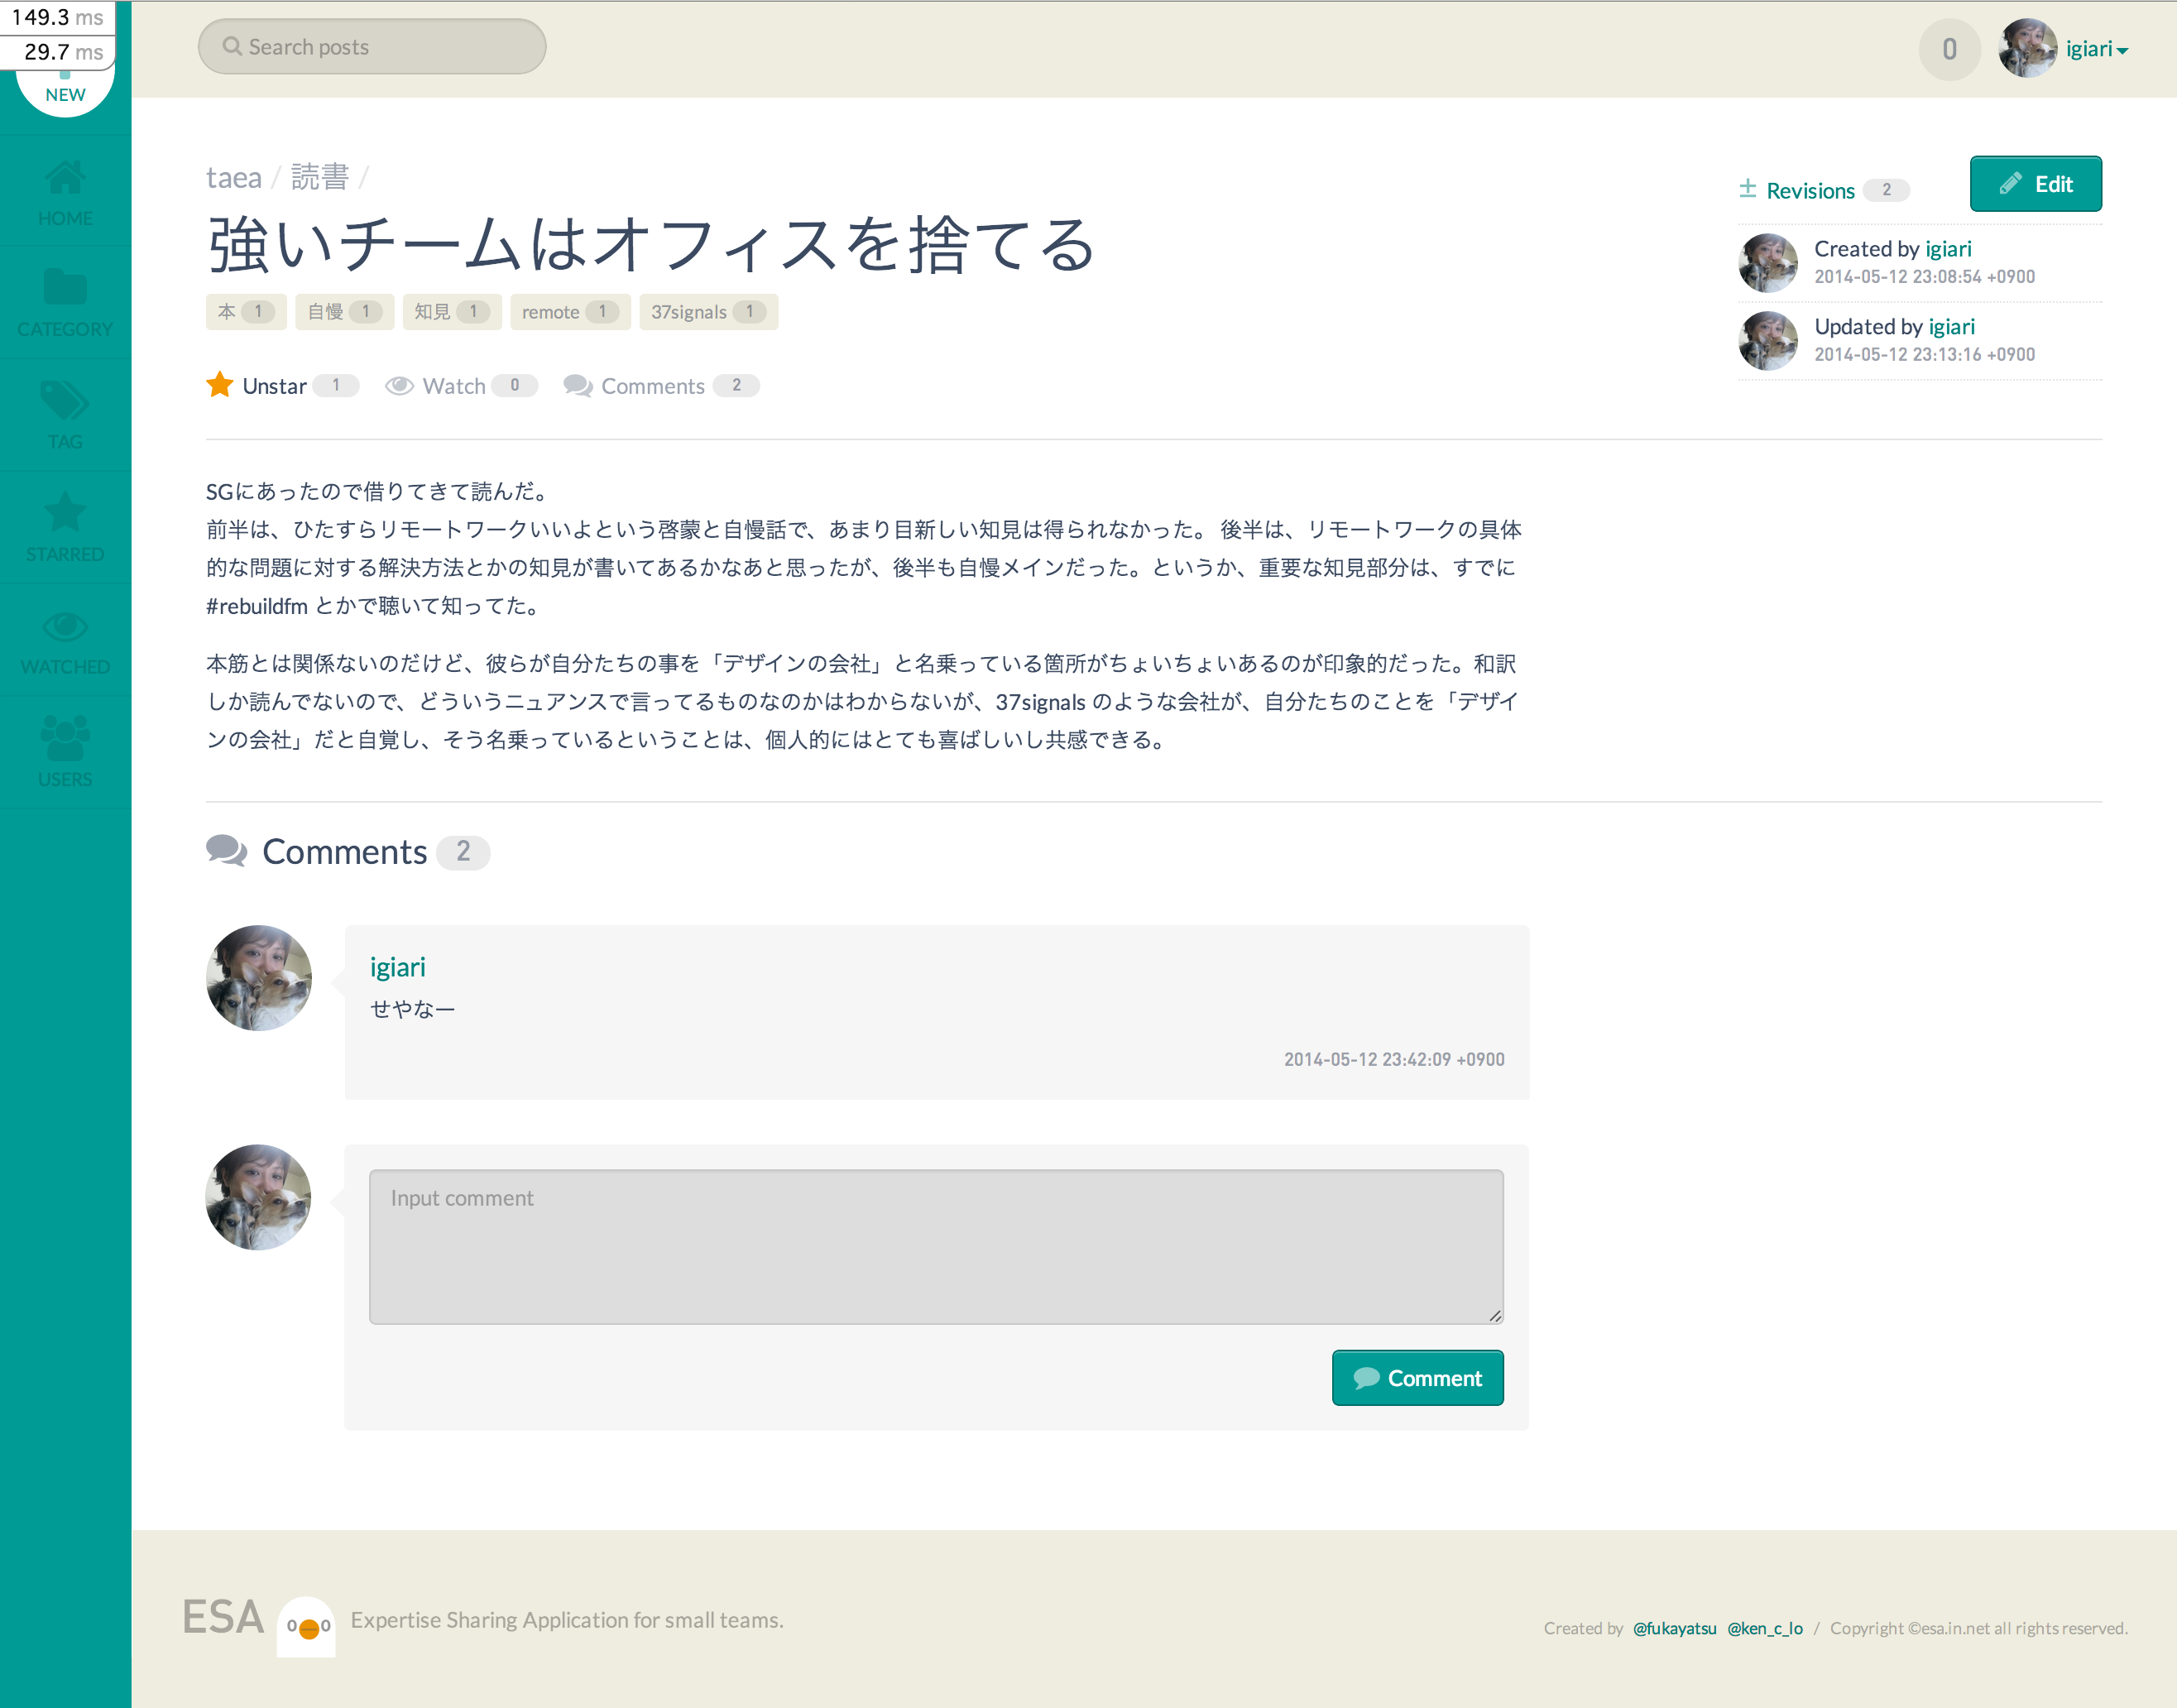 149.3 ms
29.7 ms
NEW
HOME
CATEGORY
TAG
STARRED
WATCHED
USERS
Search posts
0
igiari
taea / 読書 /
強いチームはオフィスを捨てる
本 1 自慢 1 知見 1 remote 1 37signals 1
Unstar 1 Watch 0 Comments 2
Revisions 2
Edit
Created by igiari
2014-05-12 23:08:54 +0900
Updated by igiari
2014-05-12 23:13:16 +0900
SGにあったので借りてきて読んだ。
前半は、ひたすらリモートワークいいよという啓蒙と自慢話で、あまり目新しい知見は得られなかった。 後半は、リモートワークの具体
的な問題に対する解決方法とかの知見が書いてあるかなあと思ったが、後半も自慢メインだった。というか、重要な知見部分は、すでに
#rebuildfm とかで聴いて知ってた。
本筋とは関係ないのだけど、彼らが自分たちの事を「デザインの会社」と名乗っている箇所がちょいちょいあるのが印象的だった。和訳
しか読んでないので、どういうニュアンスで言ってるものなのかはわからないが、37signals のような会社が、自分たちのことを「デザイ
ンの会社」だと自覚し、そう名乗っているということは、個人的にはとても喜ばしいし共感できる。
Comments 2
igiari
せやなー
2014-05-12 23:42:09 +0900
Input comment
Comment
ESA
Expertise Sharing Application for small teams.
Created by @fukayatsu @ken_c_lo / Copyright ©esa.in.net all rights reserved.